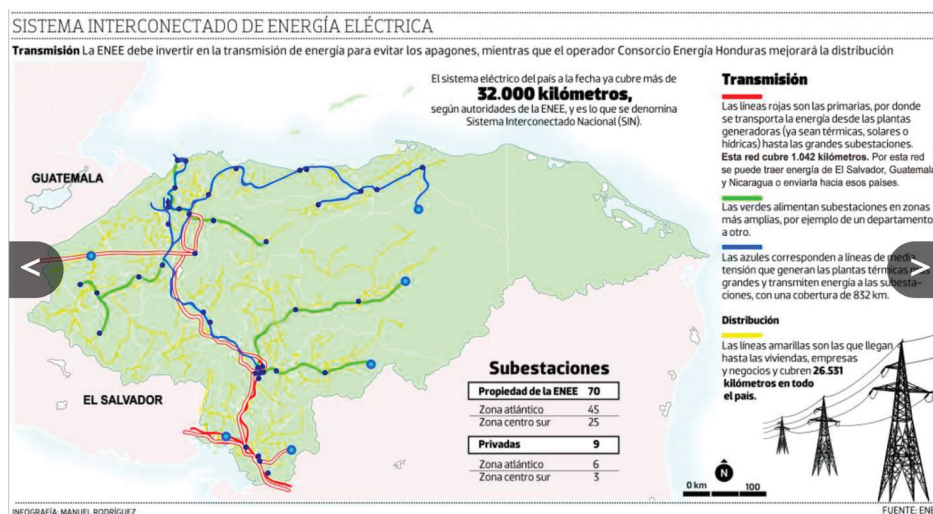 SISTEMA INTERCONECTADO DE ENERGÍA ELÉCTRICA
Transmisión La ENEE debe invertir en la transmisión de energía para evitar los apagones, mientras que el operador Consorcio Energía Honduras mejorará la distribución
El sistema eléctrico del país a la fecha ya cubre más de
32.000 kilómetros,
según autoridades de la ENEE, y es lo que se denomina
Sistema Interconectado Nacional (SIN).
GUATEMALA
EL SALVADOR
Transmisión
Las líneas rojas son las primarias, por donde
se transporta la energía desde las plantas
generadoras (ya sean térmicas, solares o
hídricas) hasta las grandes subestaciones.
Esta red cubre 1.042 kilómetros. Por esta red
se puede traer energía de El Salvador, Guatemala
y Nicaragua o enviarla hacia esos países.
Las verdes alimentan subestaciones en zonas
más amplias, por ejemplo de un departamento
a otro.
Las azules corresponden a líneas de media
tensión que generan las plantas térmicas
grandes y transmiten energía a las subesta-
ciones, con una cobertura de 832 km.
Distribución
Las líneas amarillas son las que llegan
hasta las viviendas, empresas
y negocios y cubren 26.531
kilómetros en todo
el país.
Subestaciones
Propiedad de la ENEE 70
Zona atlántico 45
Zona centro sur 25
Privadas 9
Zona atlántico 6
Zona centro sur 3
N
0 km 100
INFOGRAFÍA: MANUEL RODRÍGUEZ
FUENTE: ENE